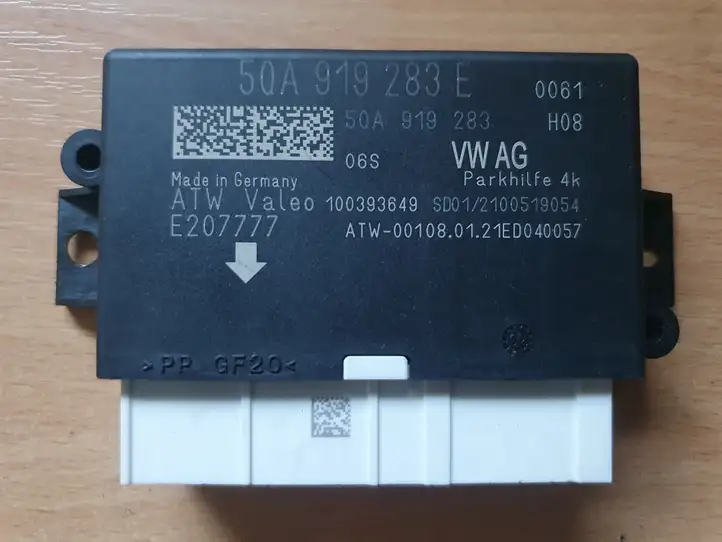 5QA 919 283 E 0061
5QA 919 283 H08
06S VW AG
Made in Germany Parkhilfe 4k
ATW Valeo 100393649 SD01/2100519054
E207777 ATW-00108.01.21ED040057
>PP GF20<